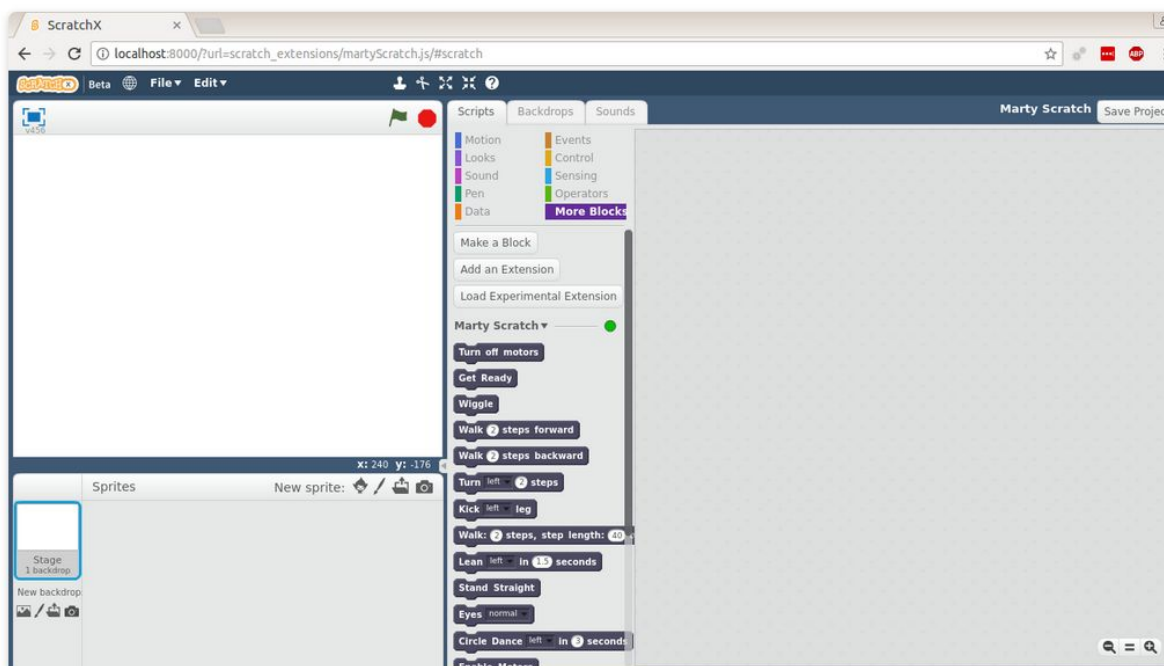 ScratchX
localhost:8000/?url=scratch_extensions/martyScratch.js/#scratch
ABP
SCRATCHX Beta File Edit
v456
Scripts Backdrops Sounds
Marty Scratch Save Projec
Motion Events
Looks Control
Sound Sensing
Pen Operators
Data More Blocks
Make a Block
Add an Extension
Load Experimental Extension
Marty Scratch
Turn off motors
Get Ready
Wiggle
Walk 2 steps forward
Walk 2 steps backward
Turn left 2 steps
Kick left leg
Walk: 2 steps, step length: 40
Lean left in 1.5 seconds
Stand Straight
Eyes normal
Circle Dance left in 3 seconds
Enable Motors
x: 240 y: -176
Sprites New sprite:
Stage
1 backdrop
New backdrop